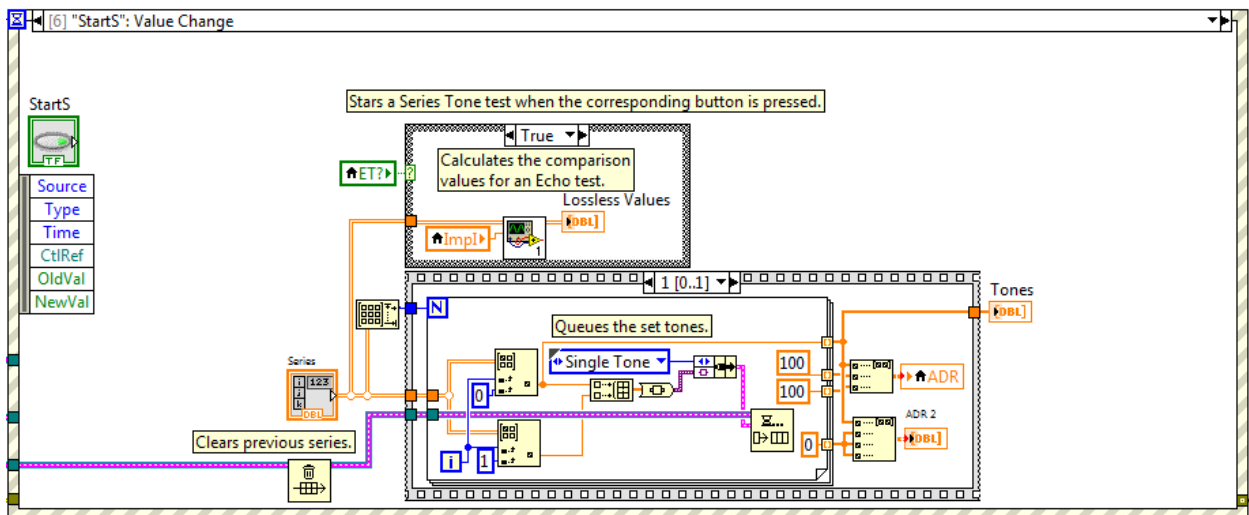 [6] "StartS": Value Change
StartS
TF
Source
Type
Time
CtlRef
OldVal
NewVal
Stars a Series Tone test when the corresponding button is pressed.
True
ET?
?
Calculates the comparison
values for an Echo test.
Lossless Values
DBL
ImpI
1
1 [0..1]
Tones
DBL
N
Queues the set tones.
Single Tone
100
100
ADR
Series
i 123
j
k
DBL
0
ADR 2
DBL
0
i
1
Clears previous series.